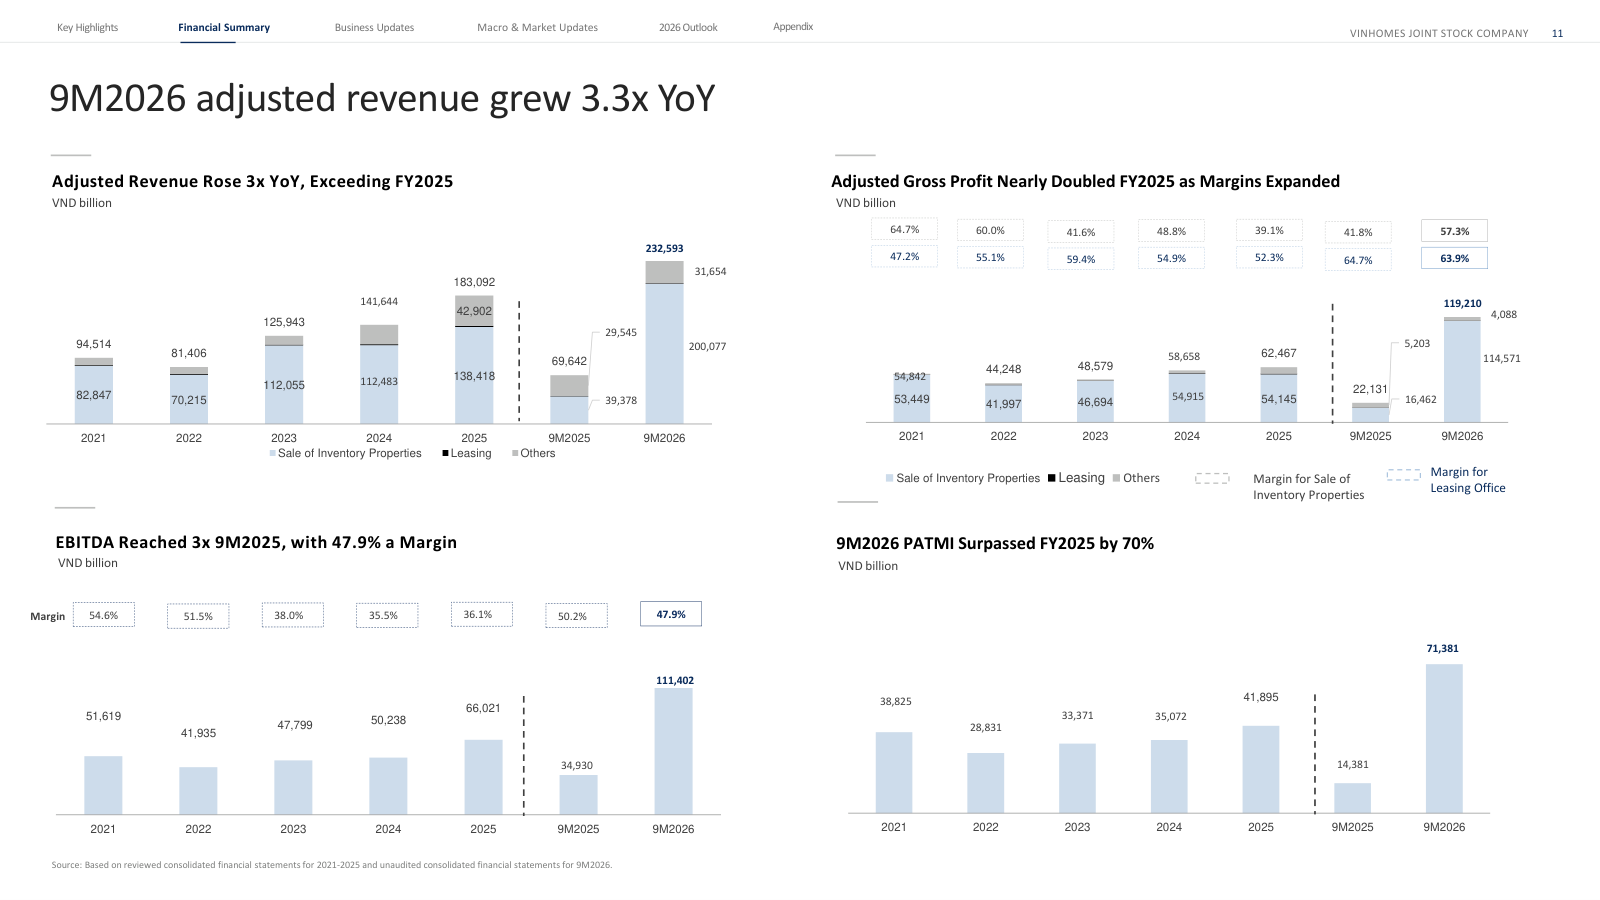 Key Highlights
Financial Summary
Business Updates
Macro & Market Updates
2026 Outlook
Appendix
VINHOMES JOINT STOCK COMPANY
11
9M2026 adjusted revenue grew 3.3x YoY
Adjusted Revenue Rose 3x YoY, Exceeding FY2025
VND billion
232,593
31,654
183,092
42,902
141,644
125,943
29,545
94,514
81,406
69,642
200,077
82,847
70,215
112,055
112,483
138,418
39,378
2021
2022
2023
2024
2025
9M2025
9M2026
Sale of Inventory Properties
Leasing
Others
Adjusted Gross Profit Nearly Doubled FY2025 as Margins Expanded
VND billion
64.7%
60.0%
41.6%
48.8%
39.1%
41.8%
57.3%
47.2%
55.1%
59.4%
54.9%
52.3%
64.7%
63.9%
119,210
4,088
5,203
62,467
58,658
48,579
44,248
54,842
114,571
22,131
53,449
41,997
46,694
54,915
54,145
16,462
2021
2022
2023
2024
2025
9M2025
9M2026
Sale of Inventory Properties
Leasing
Others
Margin for Sale of
Inventory Properties
Margin for
Leasing Office
EBITDA Reached 3x 9M2025, with 47.9% a Margin
VND billion
Margin
54.6%
51.5%
38.0%
35.5%
36.1%
50.2%
47.9%
111,402
66,021
51,619
50,238
47,799
41,935
34,930
2021
2022
2023
2024
2025
9M2025
9M2026
9M2026 PATMI Surpassed FY2025 by 70%
VND billion
71,381
41,895
38,825
33,371
35,072
28,831
14,381
2021
2022
2023
2024
2025
9M2025
9M2026
Source: Based on reviewed consolidated financial statements for 2021-2025 and unaudited consolidated financial statements for 9M2026.